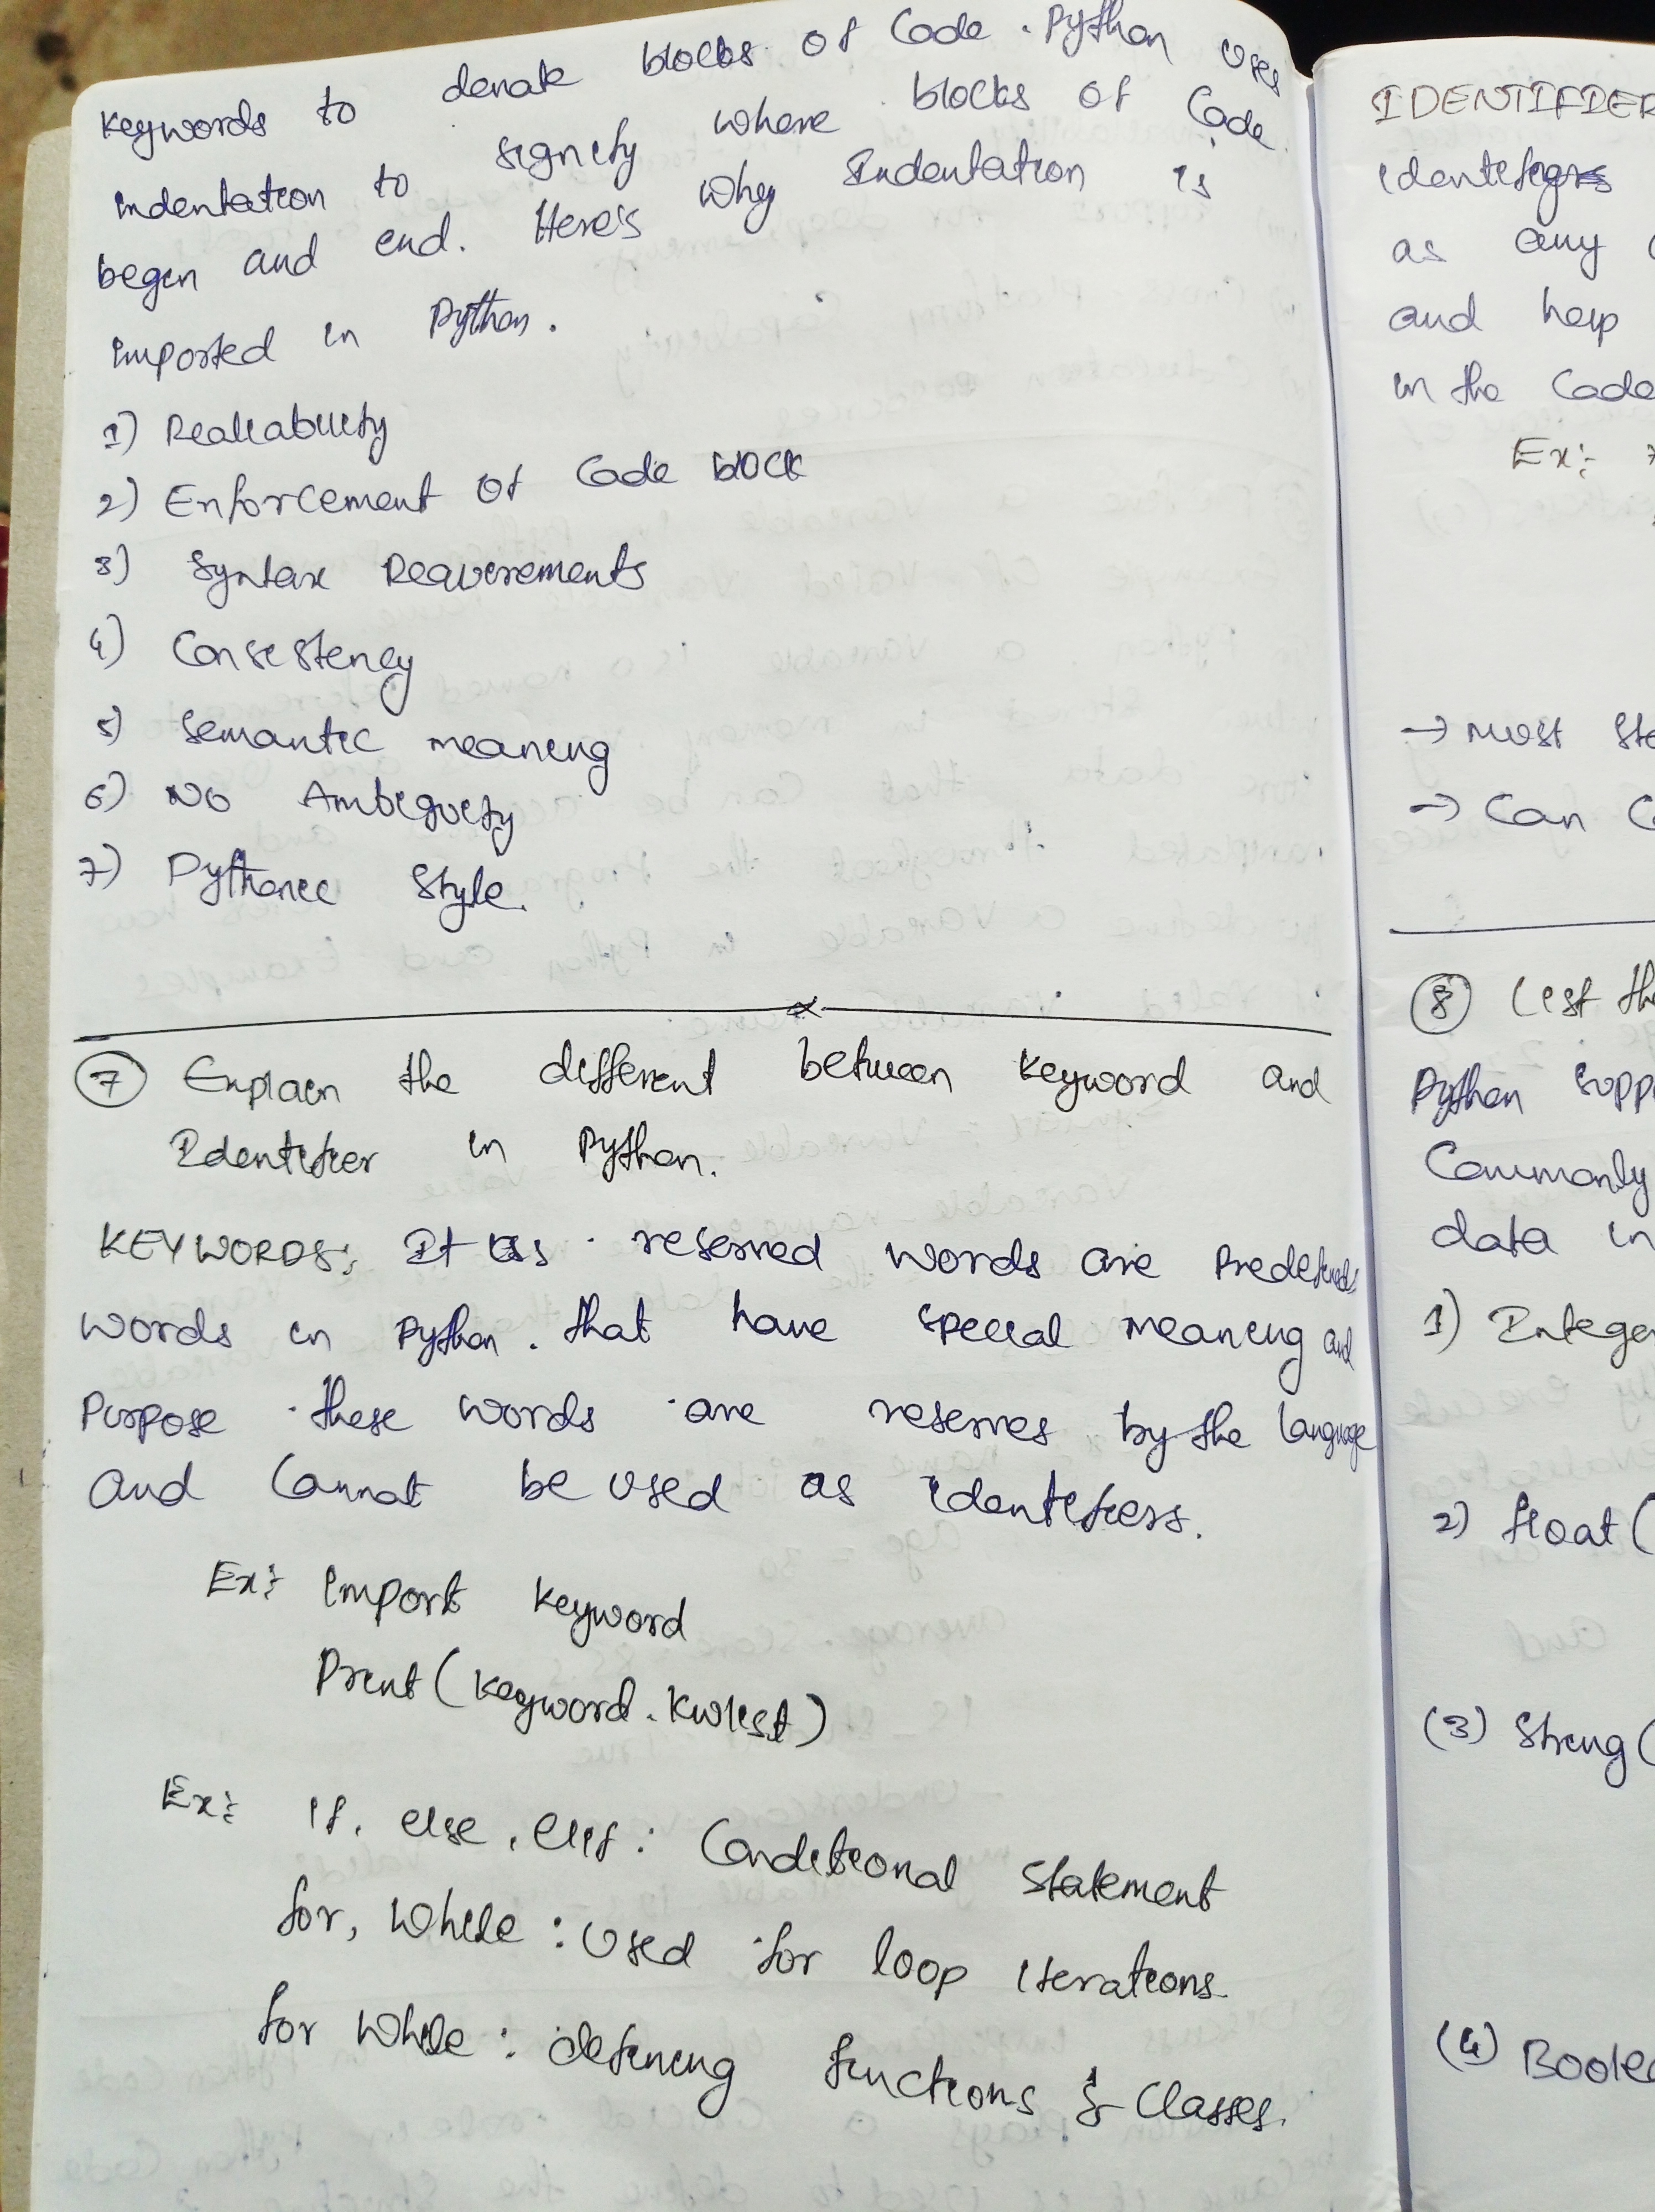 keywords to denote blocks of Code. Python uses
indentation to signify where blocks of Code
begin and end. Here's why Indentation is
imported in Python.
1) Realiability
2) Enforcement of Code block
3) Syntax Requirements
4) Consistency
5) Semantic meaning
6) No Ambiguity
7) Pythonic Style.
7 Explain the different between keyword and
Identifier in Python.
KEYWORDS: It is reserved words are Predefined
words in Python. that have special meaning and
Purpose. these words are reserves by the language
and Cannot be used as identifiers.
Ex: import keyword
Print(keyword.kwlist)
Ex: if, else, elif: Conditional statement
for, while: used for loop iterations.
for while: defining functions & Classes.
IDENTIFIER
identifiers
as any
and help
in the Code
Ex:
→ must sta
→ Can C
8 List the
Python supp
Commonly
data in
1) Integer
2) float(
(3) String(
(4) Boolea